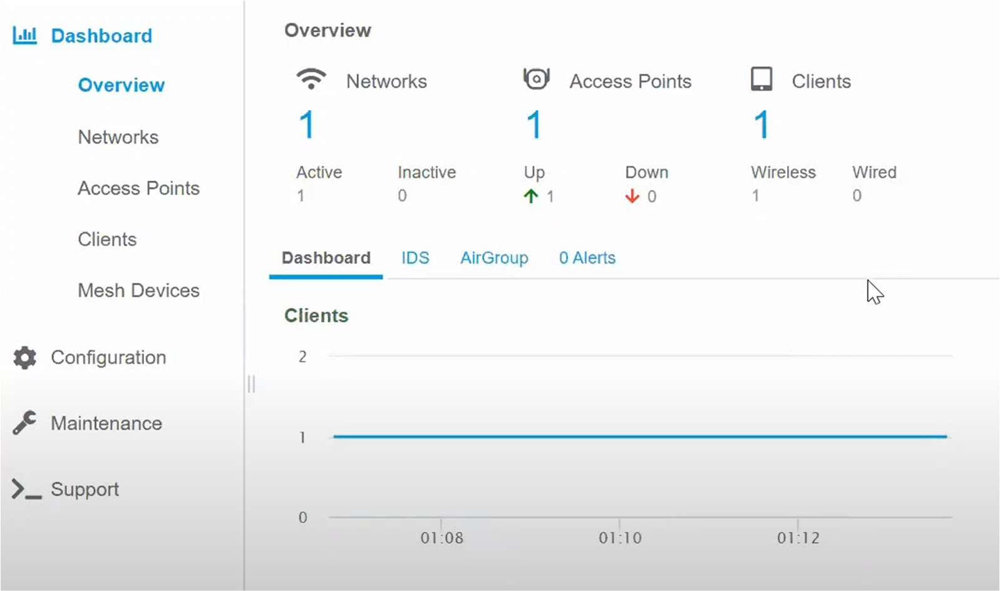 Dashboard
Overview
Networks
Access Points
Clients
Mesh Devices
Configuration
Maintenance
Support
Overview
Networks Access Points Clients
1 1 1
Active Inactive Up Down Wireless Wired
1 0 1 0 1 0
Dashboard IDS AirGroup 0 Alerts
Clients
2
1
0
01:08 01:10 01:12